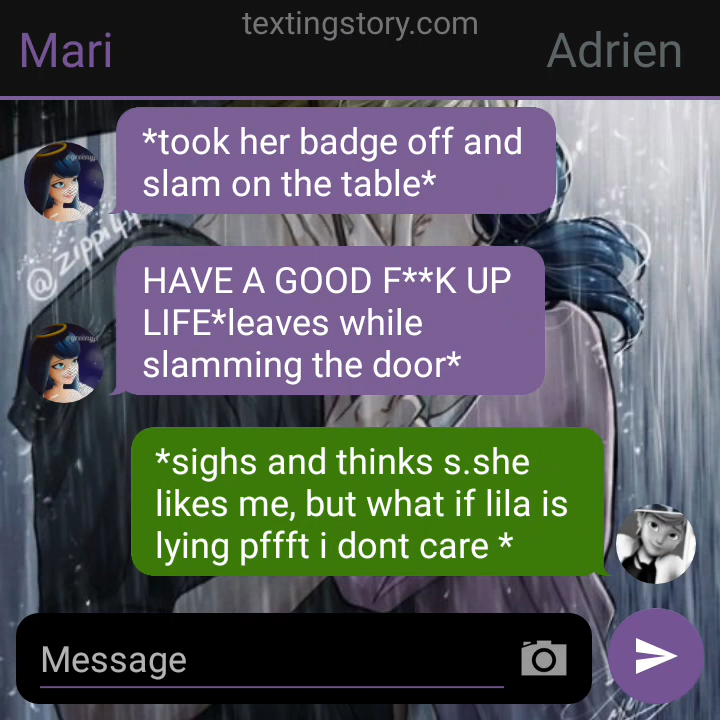 textingstory.com
Mari
Adrien
*took her badge off and
slam on the table*
@zippi44
HAVE A GOOD F**K UP
LIFE*leaves while
slamming the door*
*sighs and thinks s.she
likes me, but what if lila is
lying pffft i dont care *
Message